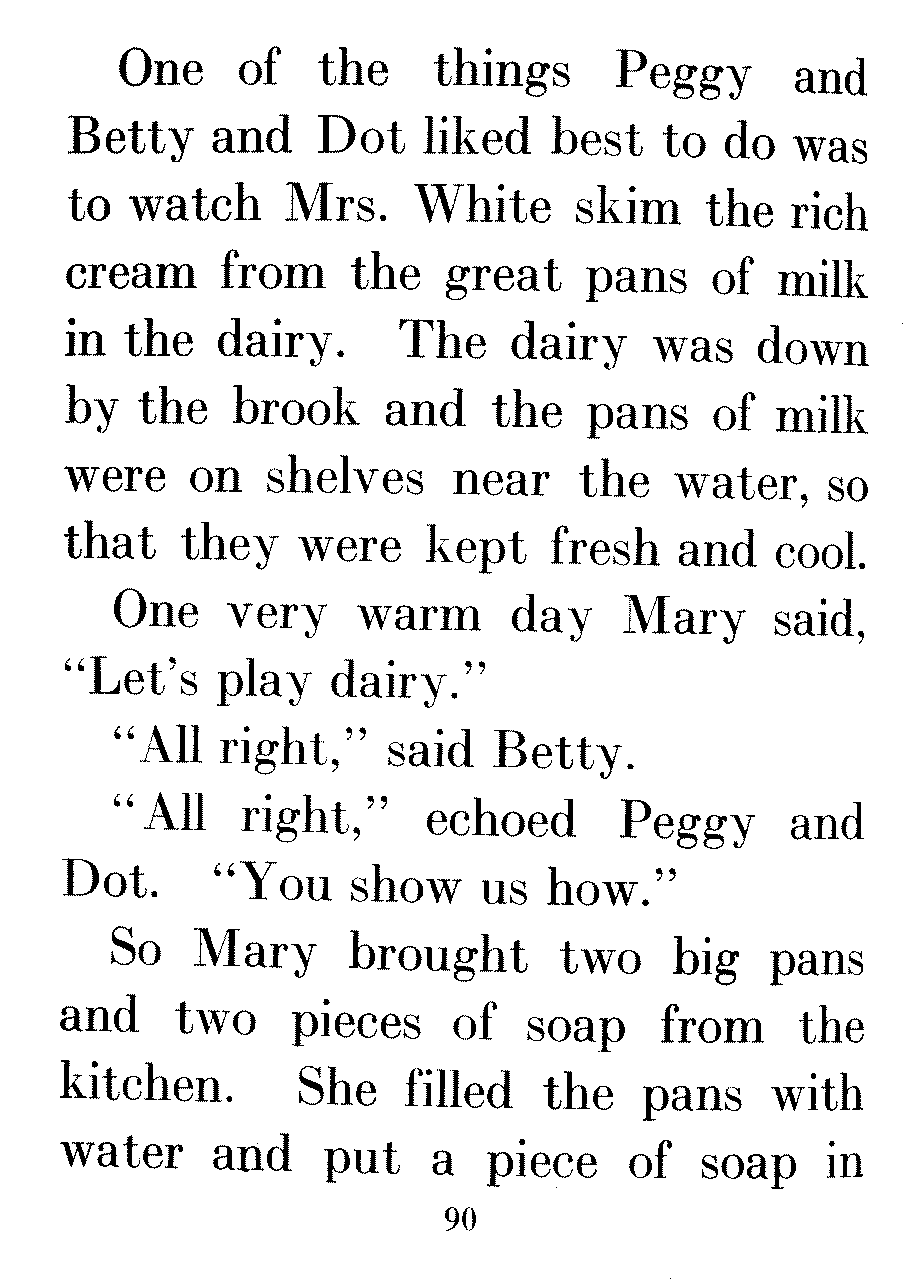 One of the things Peggy and
Betty and Dot liked best to do was
to watch Mrs. White skim the rich
cream from the great pans of milk
in the dairy. The dairy was down
by the brook and the pans of milk
were on shelves near the water, so
that they were kept fresh and cool.
One very warm day Mary said,
“Let’s play dairy.”
“All right,” said Betty.
“All right,” echoed Peggy and
Dot. “You show us how.”
So Mary brought two big pans
and two pieces of soap from the
kitchen. She filled the pans with
water and put a piece of soap in
90